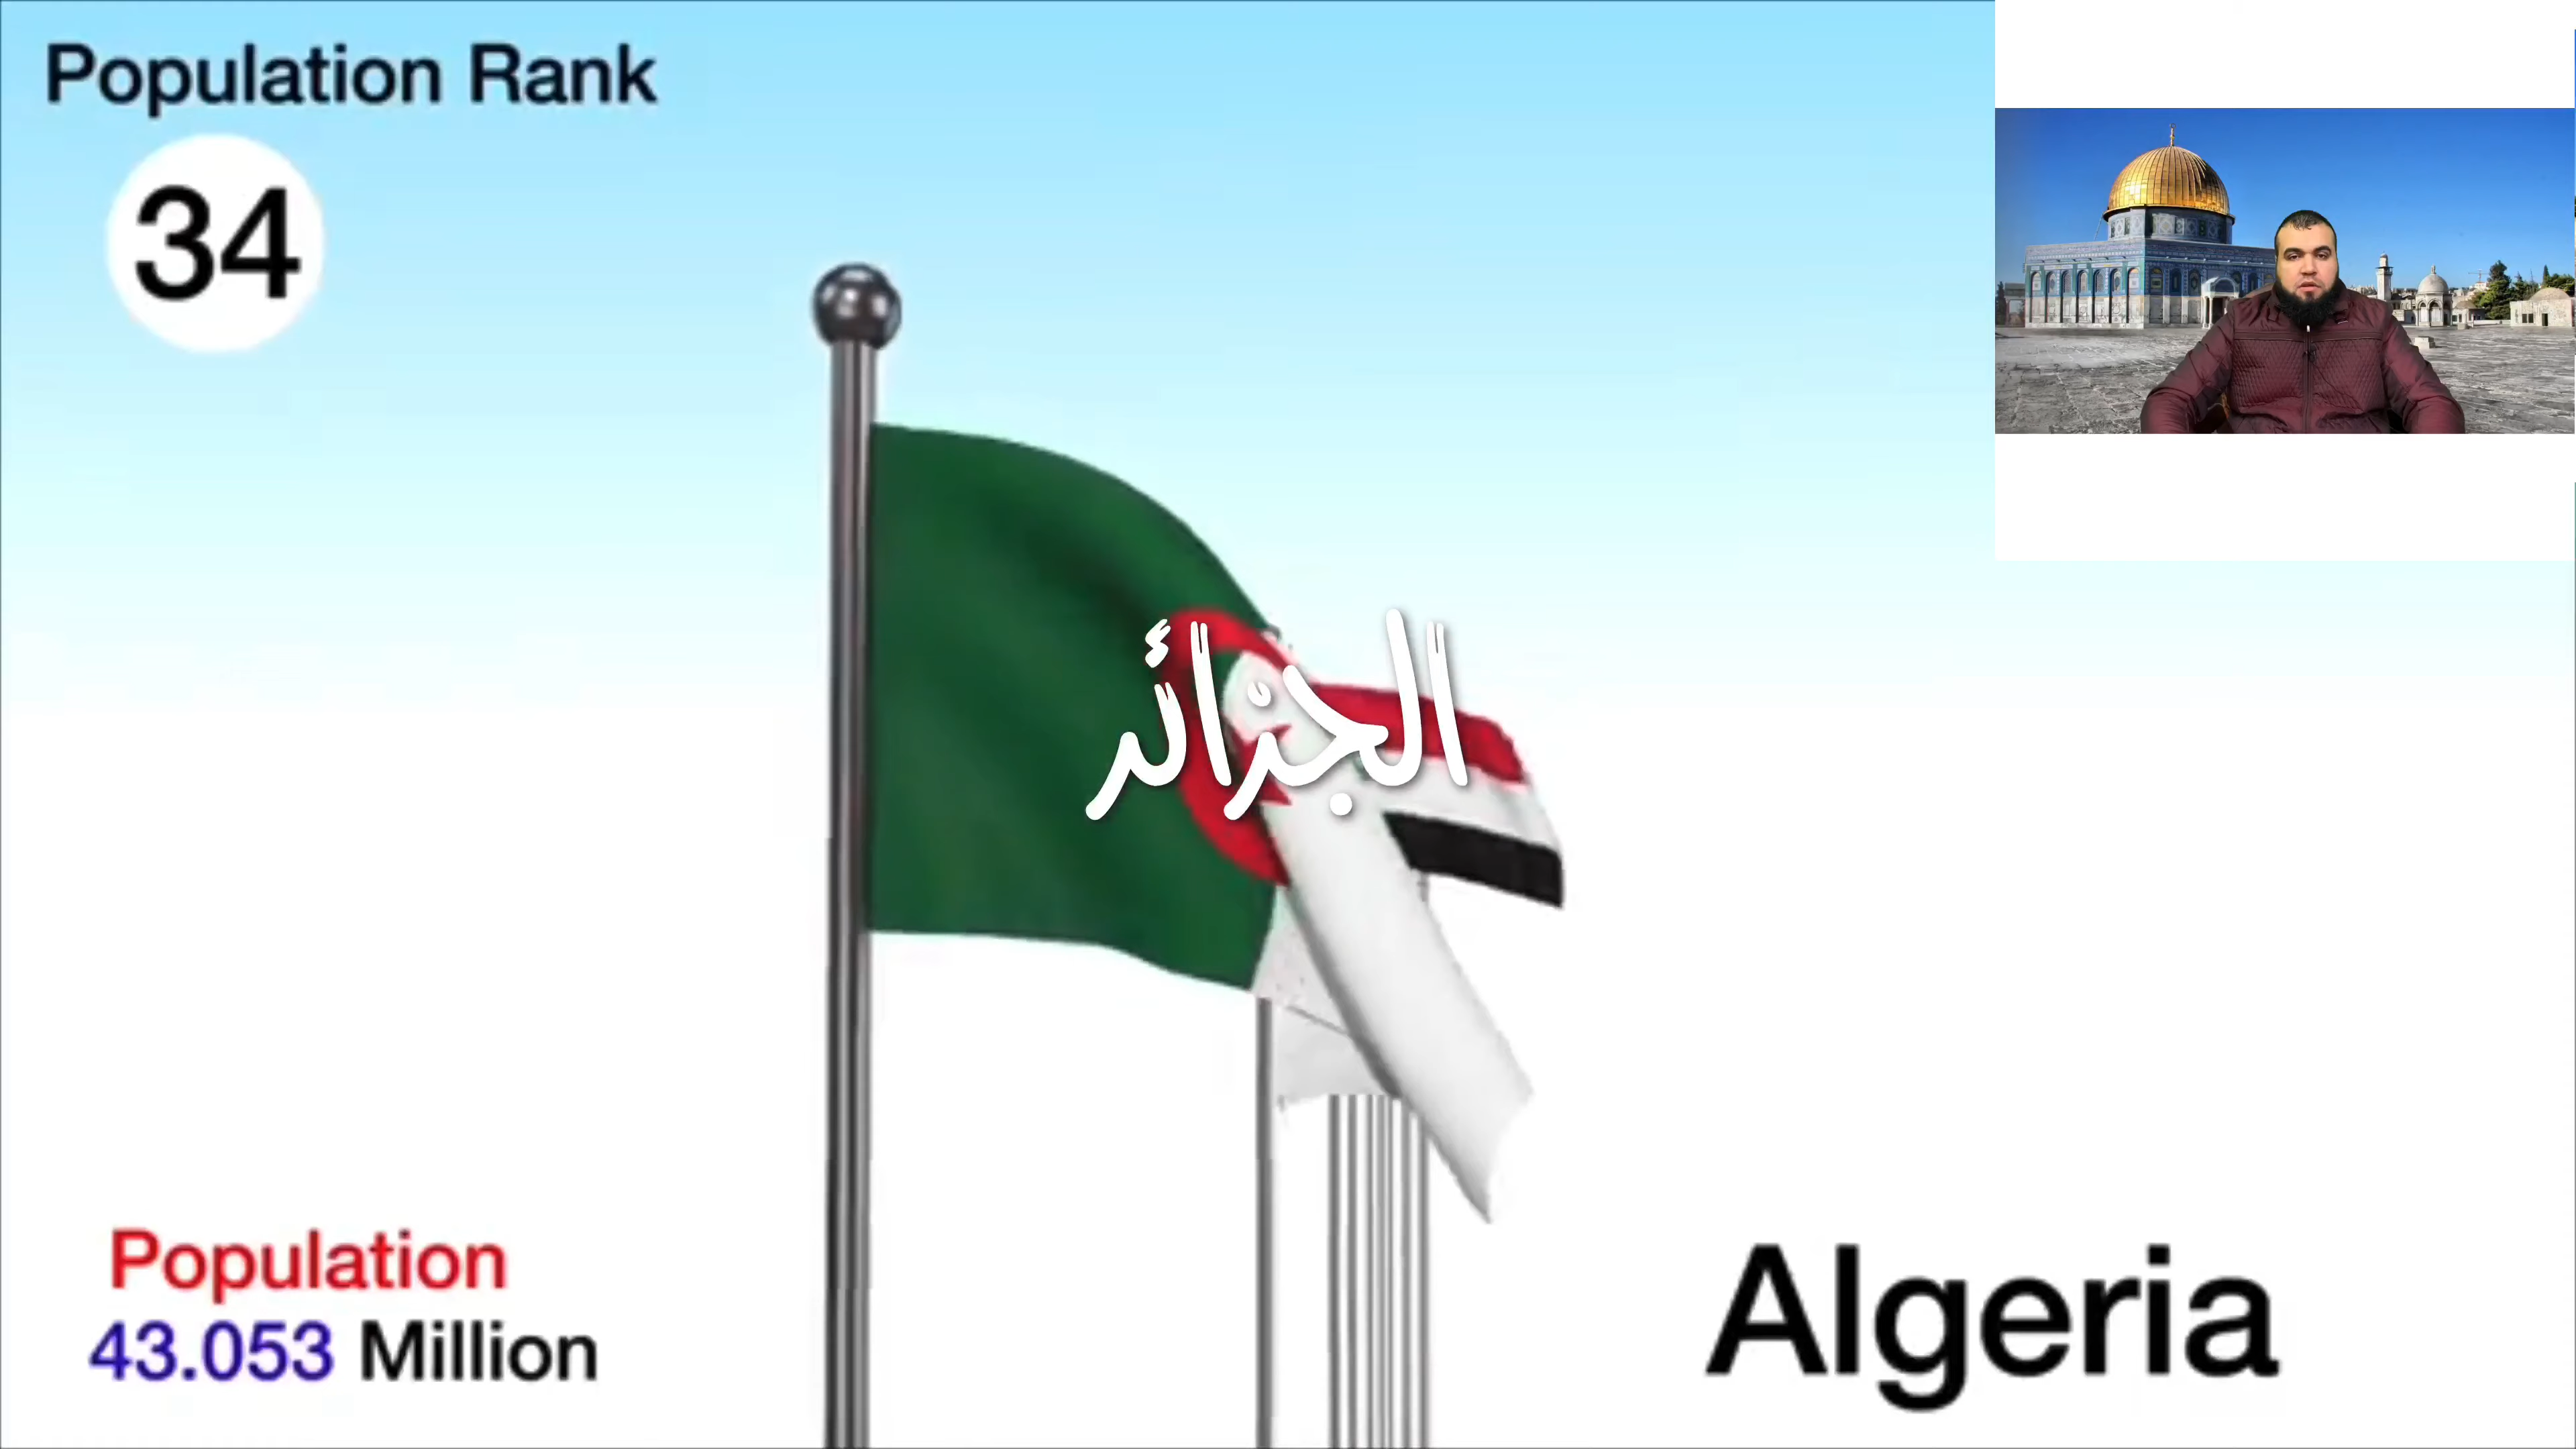 Population Rank
34
الجزائر
Population
43.053 Million
Algeria